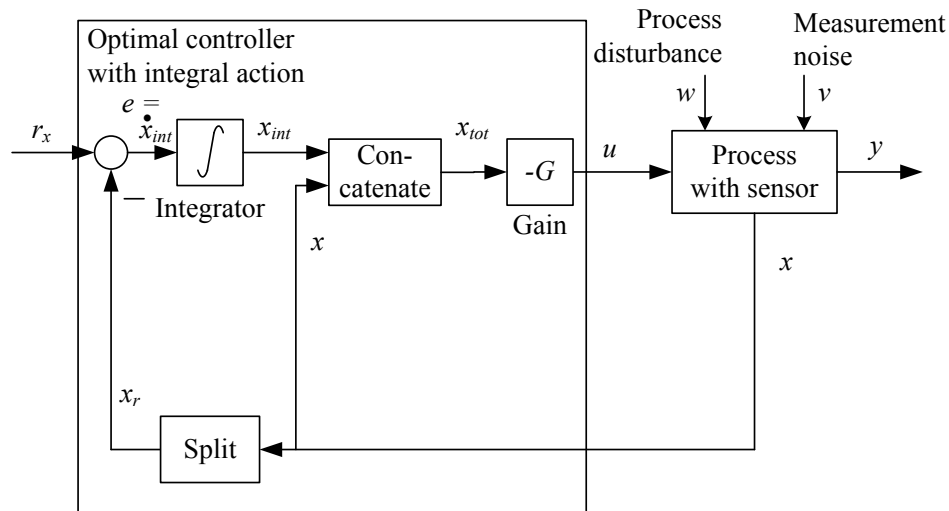 Optimal controller
with integral action
Process
disturbance
Measurement
noise
w
v
e =
ẋ_int
r_x
x_int
x_tot
Con-
catenate
-G
u
Process
with sensor
y
—
Integrator
Gain
x
x
x_r
Split